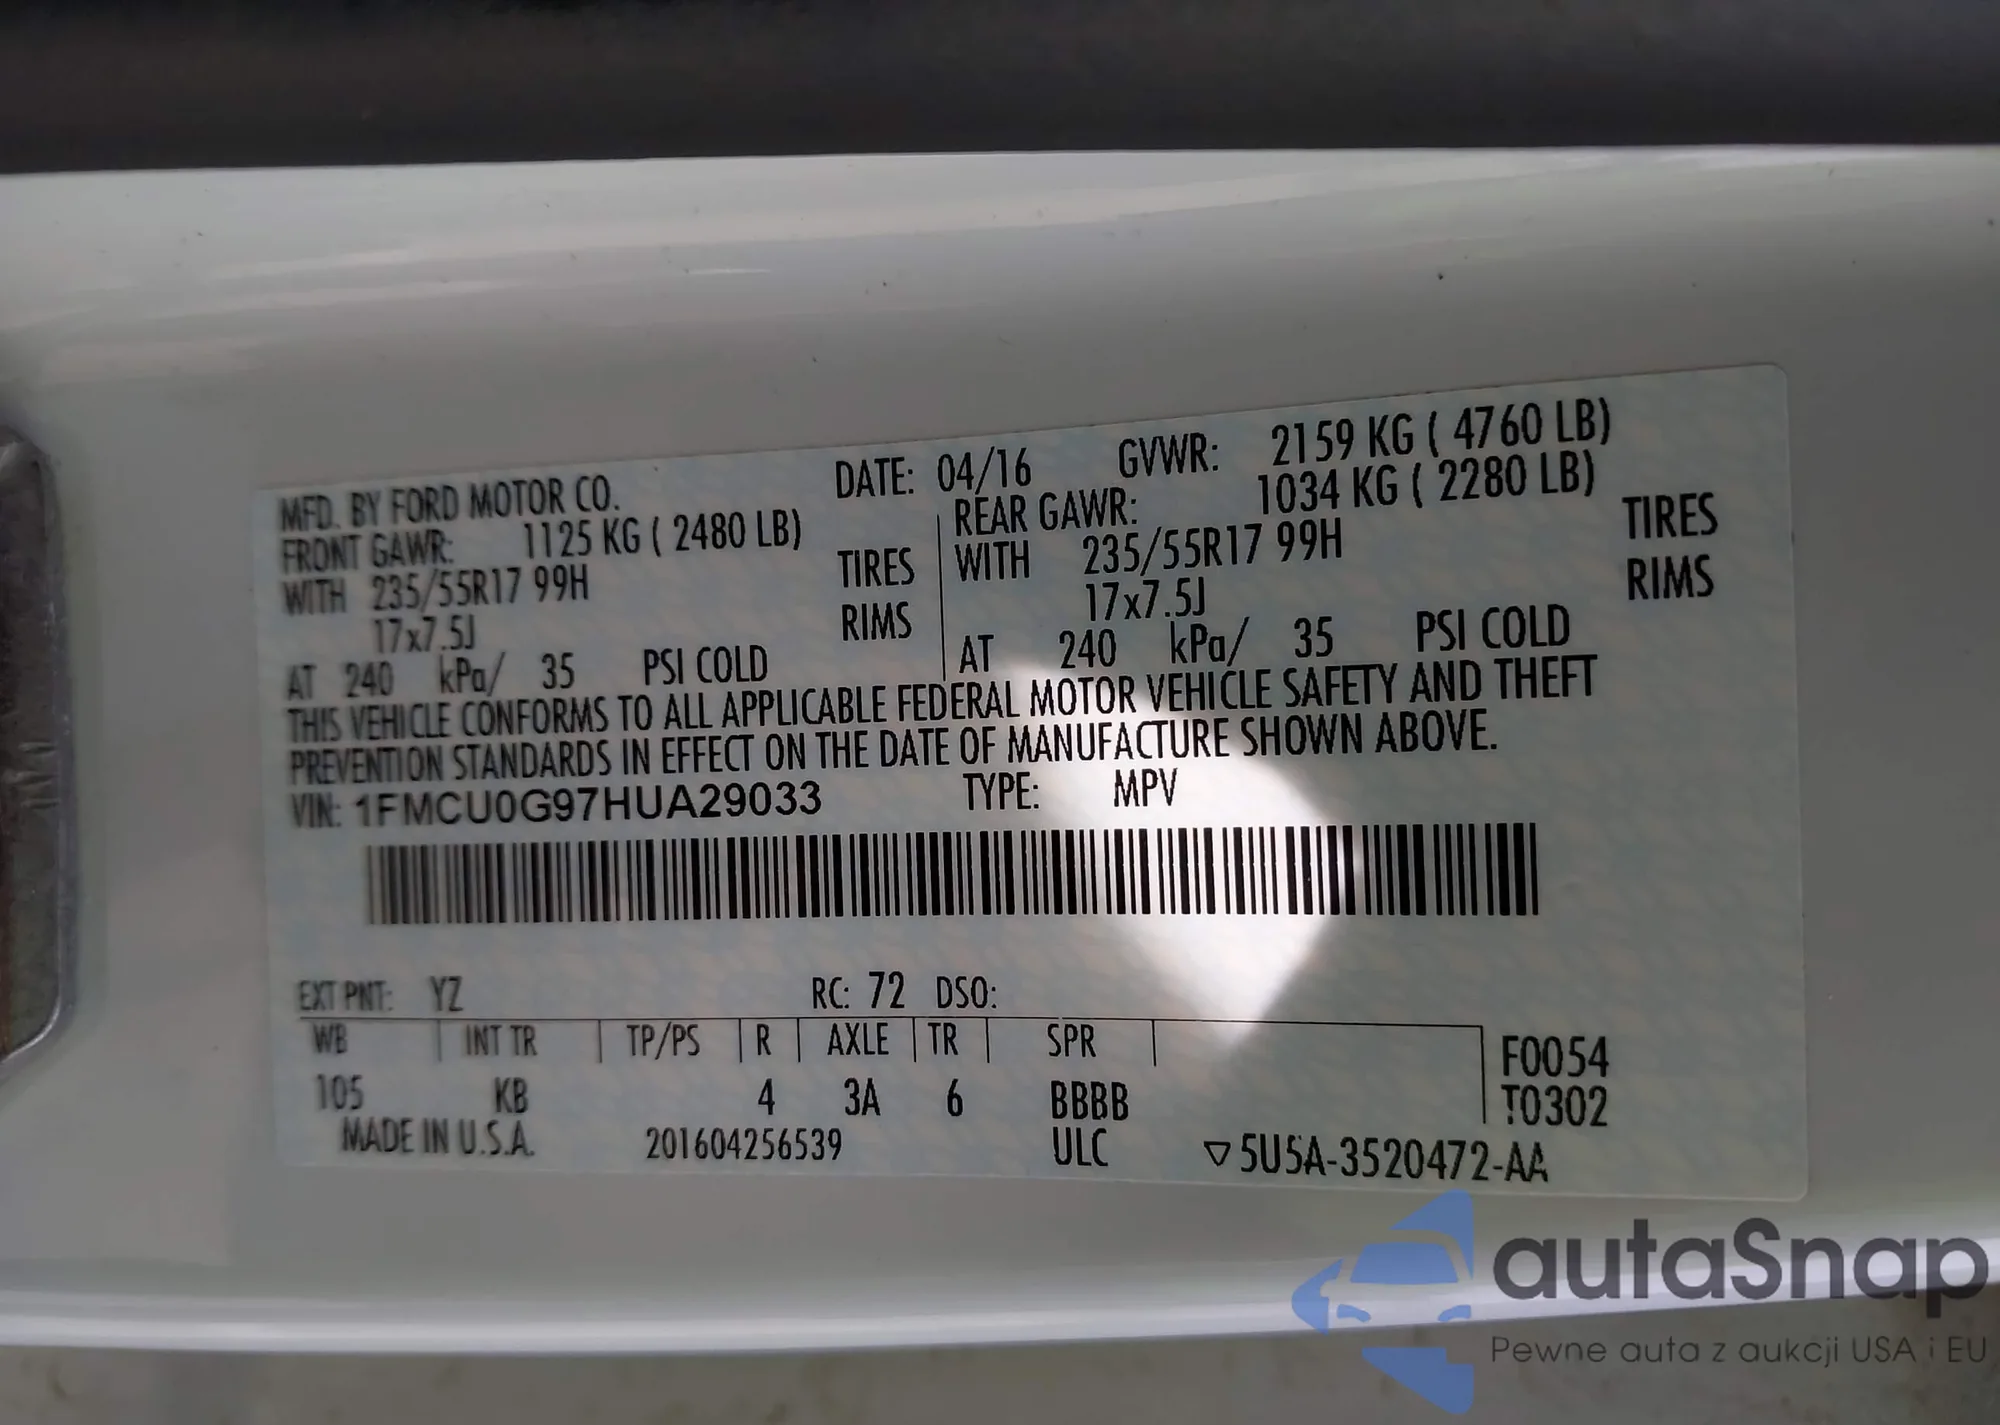 MFD. BY FORD MOTOR CO. DATE: 04/16 GVWR: 2159 KG ( 4760 LB)
FRONT GAWR: 1125 KG ( 2480 LB) REAR GAWR: 1034 KG ( 2280 LB)
WITH 235/55R17 99H TIRES WITH 235/55R17 99H TIRES
17x7.5J RIMS 17x7.5J RIMS
AT 240 kPa/ 35 PSI COLD AT 240 kPa/ 35 PSI COLD
THIS VEHICLE CONFORMS TO ALL APPLICABLE FEDERAL MOTOR VEHICLE SAFETY AND THEFT
PREVENTION STANDARDS IN EFFECT ON THE DATE OF MANUFACTURE SHOWN ABOVE.
VIN: 1FMCU0G97HUA29033 TYPE: MPV
EXT PNT: YZ RC: 72 DSO:
WB INT TR TP/PS R AXLE TR SPR F0054
105 KB 4 3A 6 BBBB T0302
MADE IN U.S.A. 201604256539 ULC ▽5U5A-3520472-AA
autaSnap
Pewne auta z aukcji USA i EU